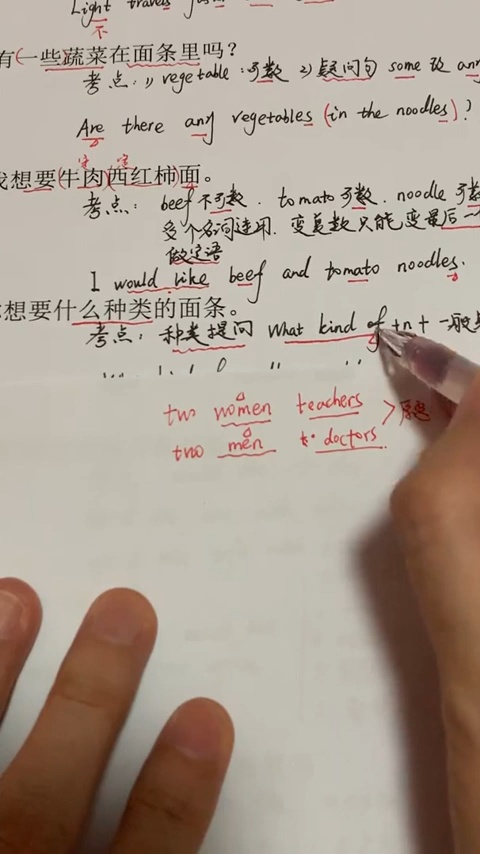 Light travels
不
有一些蔬菜在面条里吗？
考点：1) vegetable：可数 2) 疑问句 some 改 any
Are there any vegetables (in the noodles)?
我想要牛肉西红柿面。
考点： beef 不可数． tomato 可数．noodle 可数
多个名词连用．变复数只能变最后一个
做定语
I would like beef and tomato noodles.
想要什么种类的面条。
考点：种类提问 What kind of + n + 一般
two women teachers
two men doctors